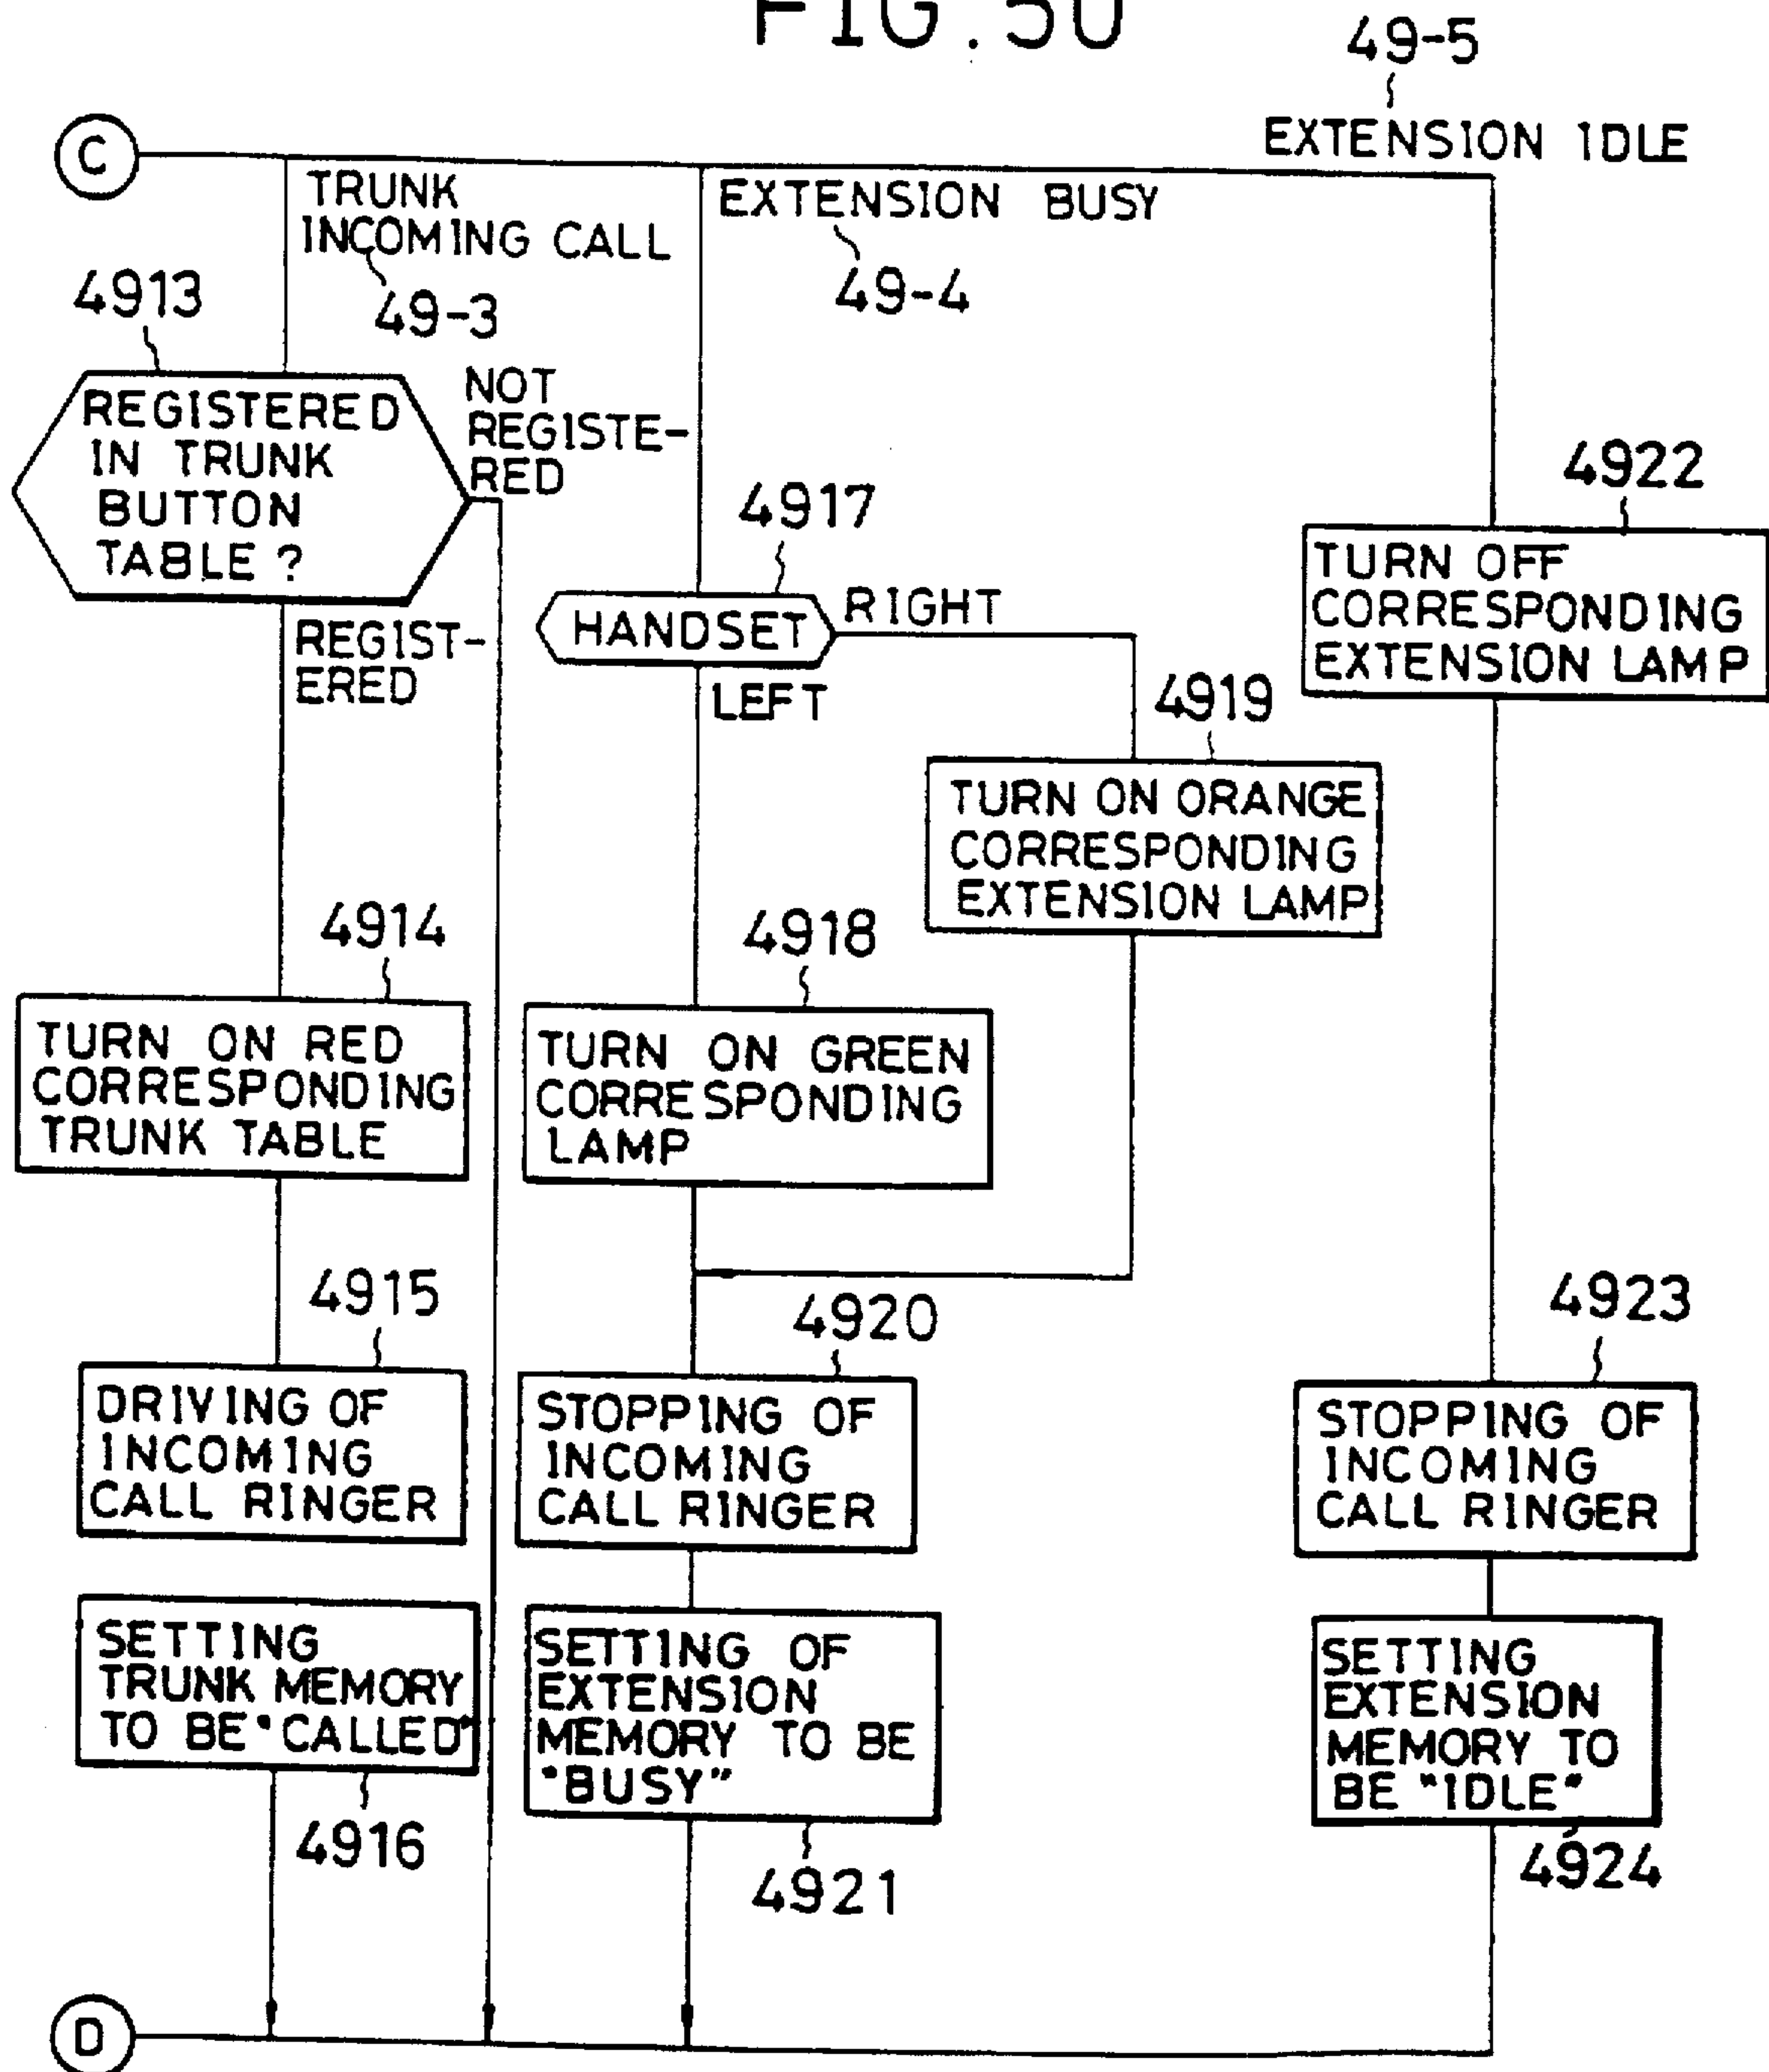 FIG.50
49-5
EXTENSION IDLE
C
TRUNK
INCOMING CALL
49-3
EXTENSION BUSY
49-4
4913
REGISTERED
IN TRUNK
BUTTON
TABLE ?
NOT
REGISTE-
RED
REGIST-
ERED
4917
HANDSET
RIGHT
LEFT
4922
TURN OFF
CORRESPONDING
EXTENSION LAMP
4919
TURN ON ORANGE
CORRESPONDING
EXTENSION LAMP
4914
TURN ON RED
CORRESPONDING
TRUNK TABLE
4918
TURN ON GREEN
CORRESPONDING
LAMP
4915
DRIVING OF
INCOMING
CALL RINGER
4920
STOPPING OF
INCOMING
CALL RINGER
4923
STOPPING OF
INCOMING
CALL RINGER
SETTING
TRUNK MEMORY
TO BE "CALLED"
4916
SETTING OF
EXTENSION
MEMORY TO BE
"BUSY"
4921
SETTING
EXTENSION
MEMORY TO
BE "IDLE"
4924
D